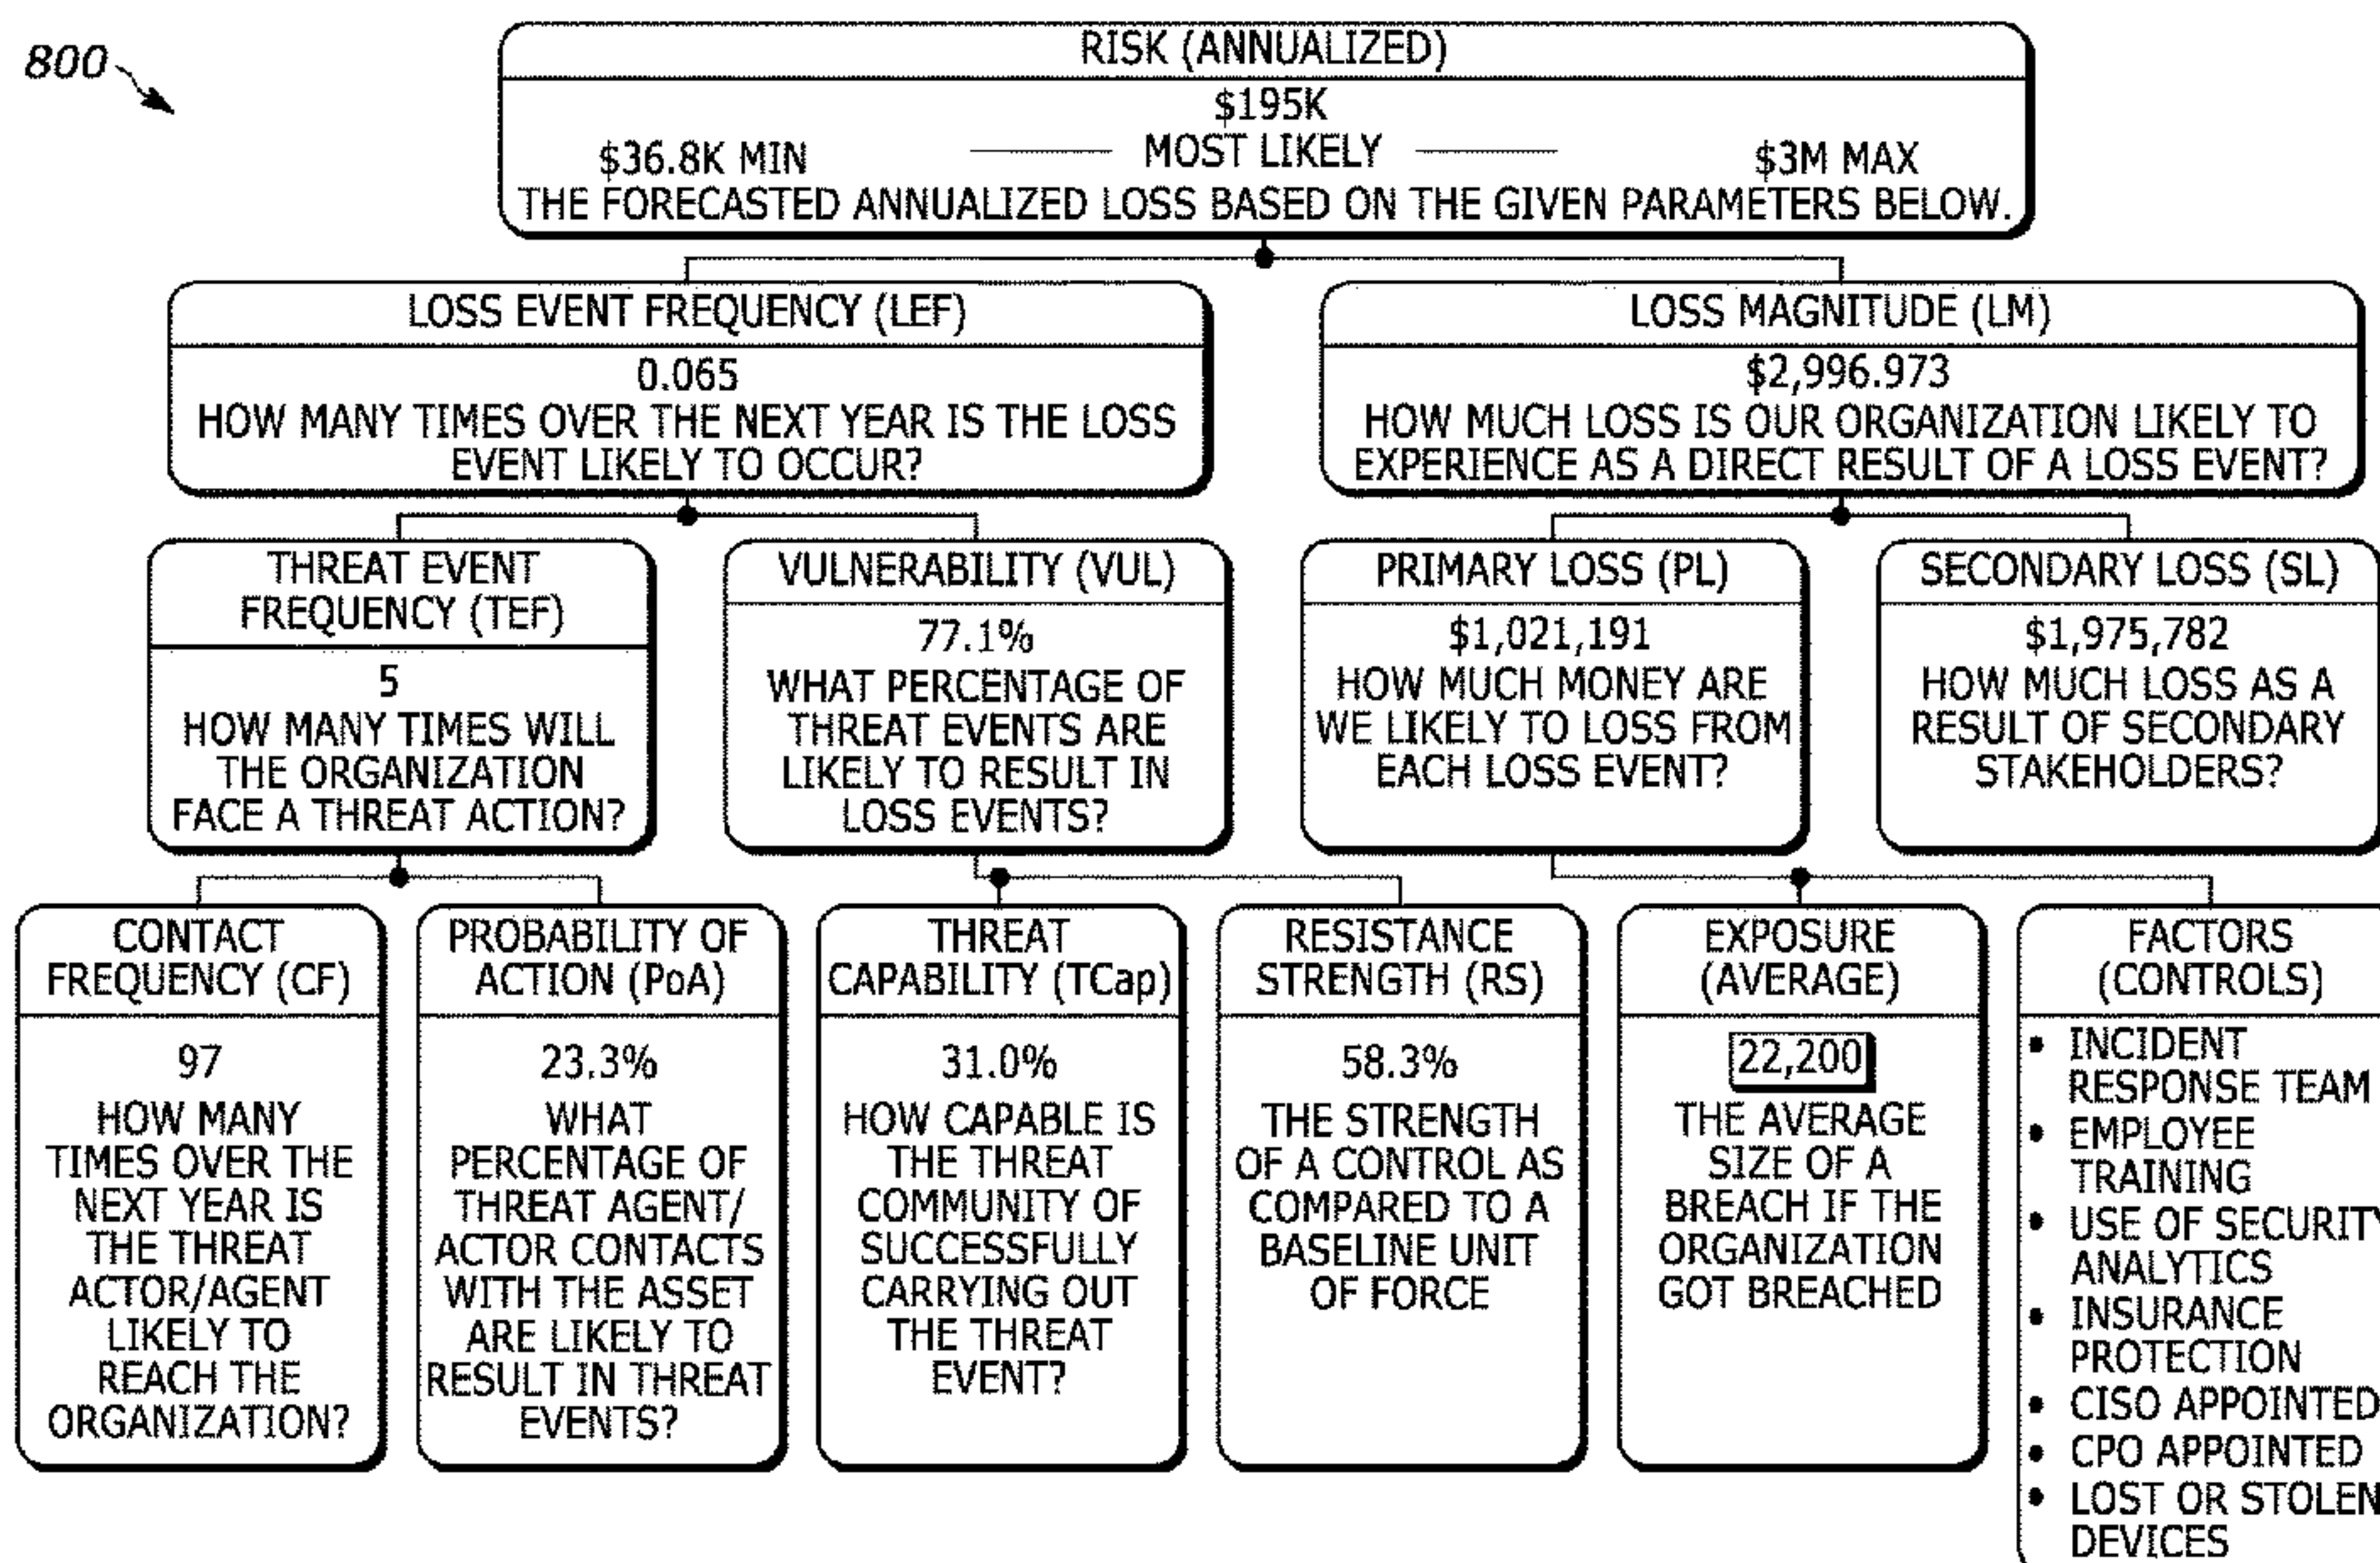 800
RISK (ANNUALIZED)
$195K
$36.8K MIN
MOST LIKELY
$3M MAX
THE FORECASTED ANNUALIZED LOSS BASED ON THE GIVEN PARAMETERS BELOW.
LOSS EVENT FREQUENCY (LEF)
0.065
HOW MANY TIMES OVER THE NEXT YEAR IS THE LOSS
EVENT LIKELY TO OCCUR?
LOSS MAGNITUDE (LM)
$2,996.973
HOW MUCH LOSS IS OUR ORGANIZATION LIKELY TO
EXPERIENCE AS A DIRECT RESULT OF A LOSS EVENT?
THREAT EVENT
FREQUENCY (TEF)
5
HOW MANY TIMES WILL
THE ORGANIZATION
FACE A THREAT ACTION?
VULNERABILITY (VUL)
77.1%
WHAT PERCENTAGE OF
THREAT EVENTS ARE
LIKELY TO RESULT IN
LOSS EVENTS?
PRIMARY LOSS (PL)
$1,021,191
HOW MUCH MONEY ARE
WE LIKELY TO LOSS FROM
EACH LOSS EVENT?
SECONDARY LOSS (SL)
$1,975,782
HOW MUCH LOSS AS A
RESULT OF SECONDARY
STAKEHOLDERS?
CONTACT
FREQUENCY (CF)
97
HOW MANY
TIMES OVER THE
NEXT YEAR IS
THE THREAT
ACTOR/AGENT
LIKELY TO
REACH THE
ORGANIZATION?
PROBABILITY OF
ACTION (PoA)
23.3%
WHAT
PERCENTAGE OF
THREAT AGENT/
ACTOR CONTACTS
WITH THE ASSET
ARE LIKELY TO
RESULT IN THREAT
EVENTS?
THREAT
CAPABILITY (TCap)
31.0%
HOW CAPABLE IS
THE THREAT
COMMUNITY OF
SUCCESSFULLY
CARRYING OUT
THE THREAT
EVENT?
RESISTANCE
STRENGTH (RS)
58.3%
THE STRENGTH
OF A CONTROL AS
COMPARED TO A
BASELINE UNIT
OF FORCE
EXPOSURE
(AVERAGE)
22,200
THE AVERAGE
SIZE OF A
BREACH IF THE
ORGANIZATION
GOT BREACHED
FACTORS
(CONTROLS)
• INCIDENT
RESPONSE TEAM
• EMPLOYEE
TRAINING
• USE OF SECURITY
ANALYTICS
• INSURANCE
PROTECTION
• CISO APPOINTED
• CPO APPOINTED
• LOST OR STOLEN
DEVICES